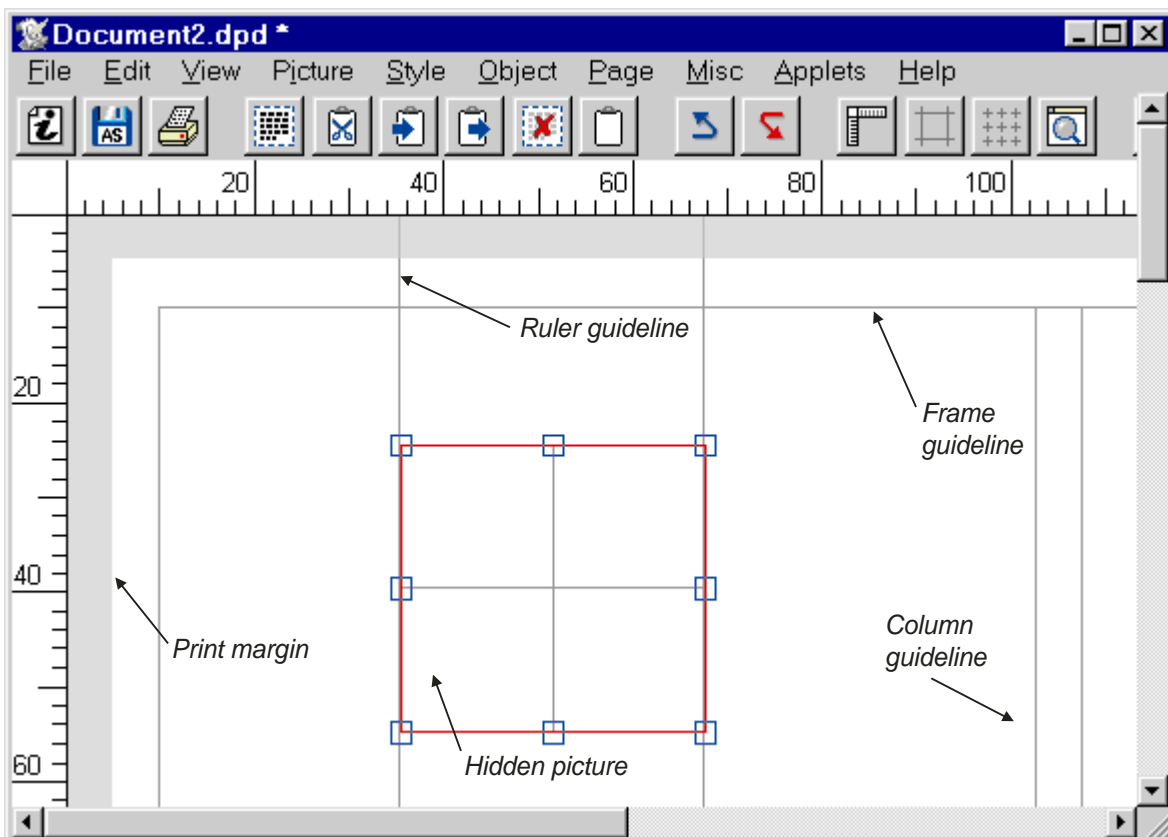 Document2.dpd *
File Edit View Picture Style Object Page Misc Applets Help
i AS
20 40 60 80 100
Ruler guideline
20
Frame
guideline
40
Print margin
Column
guideline
60
Hidden picture